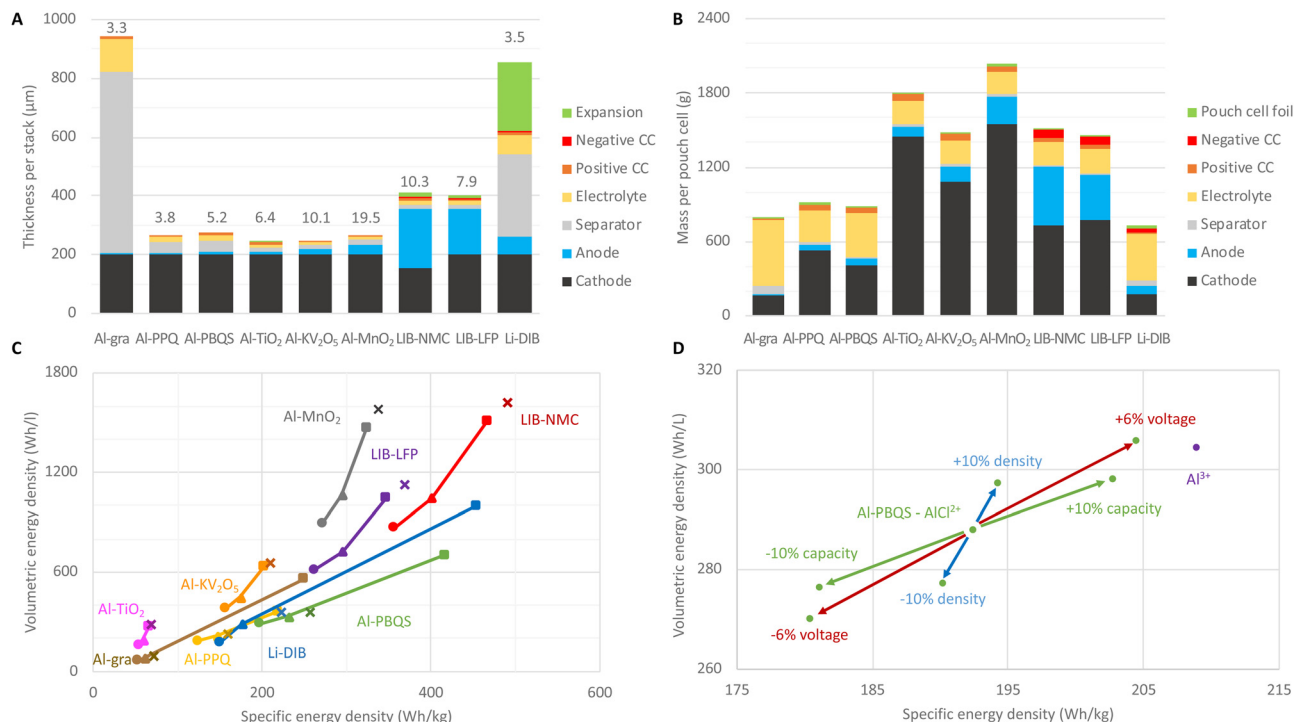 A
Thickness per stack (µm)
1000
800
600
400
200
0
3.3
3.8
5.2
6.4
10.1
19.5
10.3
7.9
3.5
Al-gra Al-PPQ Al-PBQS Al-TiO₂ Al-KV₂O₅ Al-MnO₂ LIB-NMC LIB-LFP Li-DIB
Expansion
Negative CC
Positive CC
Electrolyte
Separator
Anode
Cathode
B
Mass per pouch cell (g)
2400
1800
1200
600
0
Al-gra Al-PPQ Al-PBQS Al-TiO₂ Al-KV₂O₅ Al-MnO₂ LIB-NMC LIB-LFP Li-DIB
Pouch cell foil
Negative CC
Positive CC
Electrolyte
Separator
Anode
Cathode
C
Volumetric energy density (Wh/l)
1800
1200
600
0
Al-MnO₂
LIB-NMC
LIB-LFP
Al-KV₂O₅
Al-TiO₂
Al-PBQS
Al-gra
Al-PPQ
Li-DIB
0 200 400 600
Specific energy density (Wh/kg)
D
Volumetric energy density (Wh/L)
320
300
280
260
+6% voltage
+10% density
Al³⁺
Al-PBQS - AlCl²⁺
+10% capacity
-10% capacity
-10% density
-6% voltage
175 185 195 205 215
Specific energy density (Wh/kg)